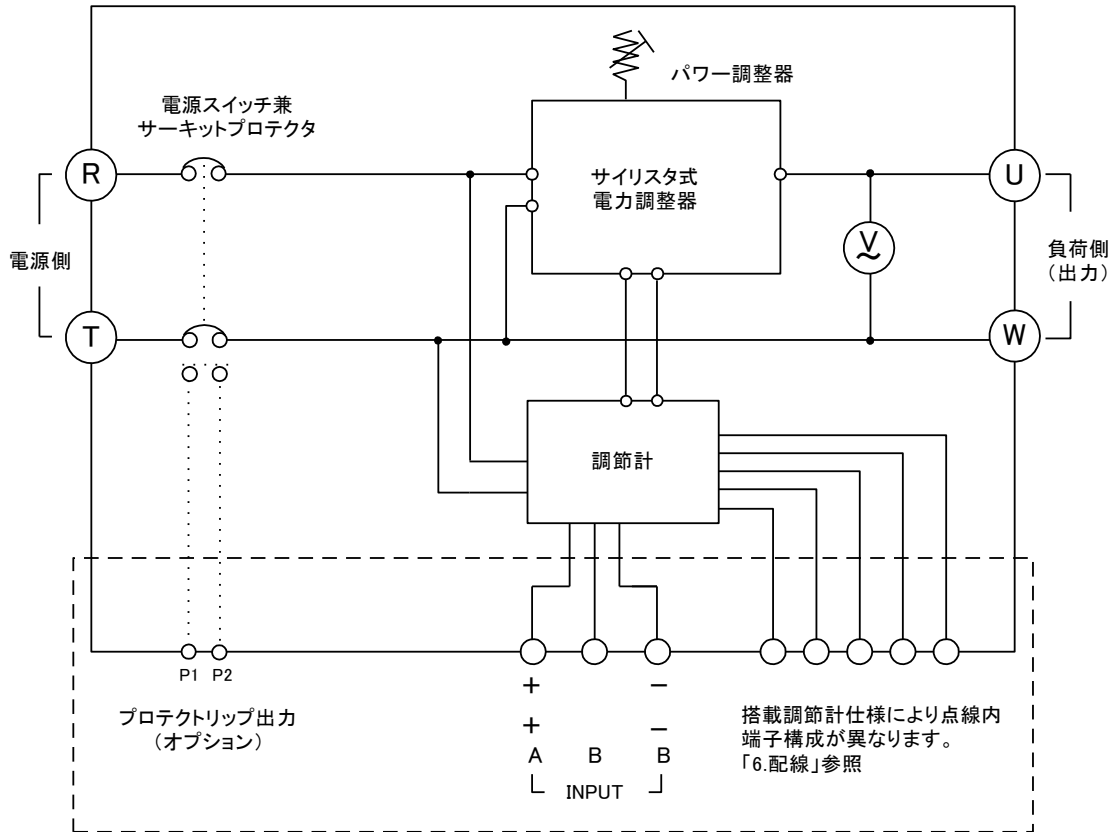 パワー調整器
電源スイッチ兼
サーキットプロテクタ
R
サイリスタ式
電力調整器
U
V
電源側
負荷側
(出力)
T
W
調節計
P1 P2
+ −
プロテクトリップ出力
(オプション)
+ −
A B B
INPUT
搭載調節計仕様により点線内
端子構成が異なります。
「6.配線」参照